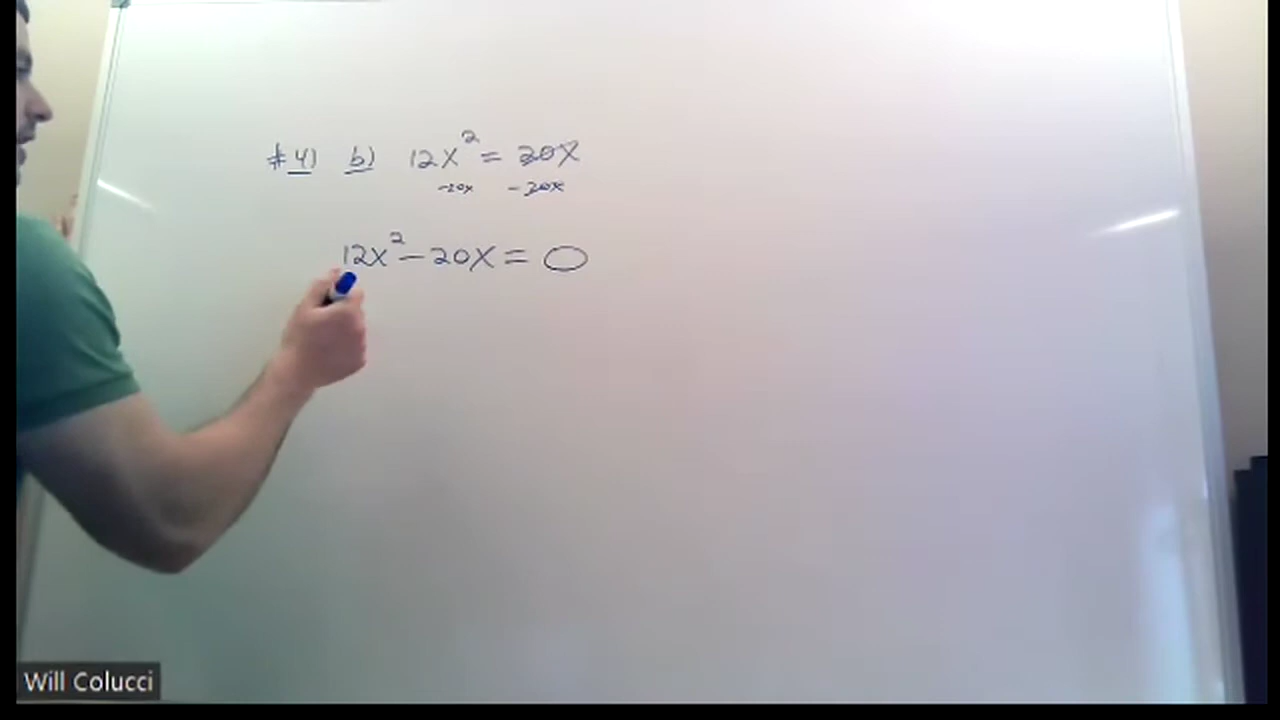 #4) b) 12x² = 20x
-20x -20x
12x² - 20x = 0
Will Colucci